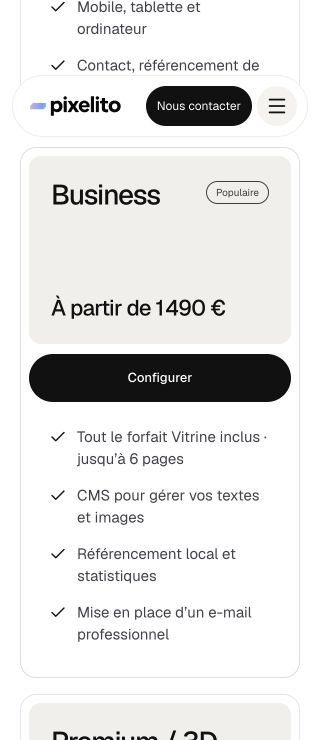 Mobile, tablette et
ordinateur
Contact, référencement de
pixelito
Nous contacter
Business
Populaire
À partir de 1490 €
Configurer
Tout le forfait Vitrine inclus ·
jusqu’à 6 pages
CMS pour gérer vos textes
et images
Référencement local et
statistiques
Mise en place d’un e-mail
professionnel
Premium / 3D